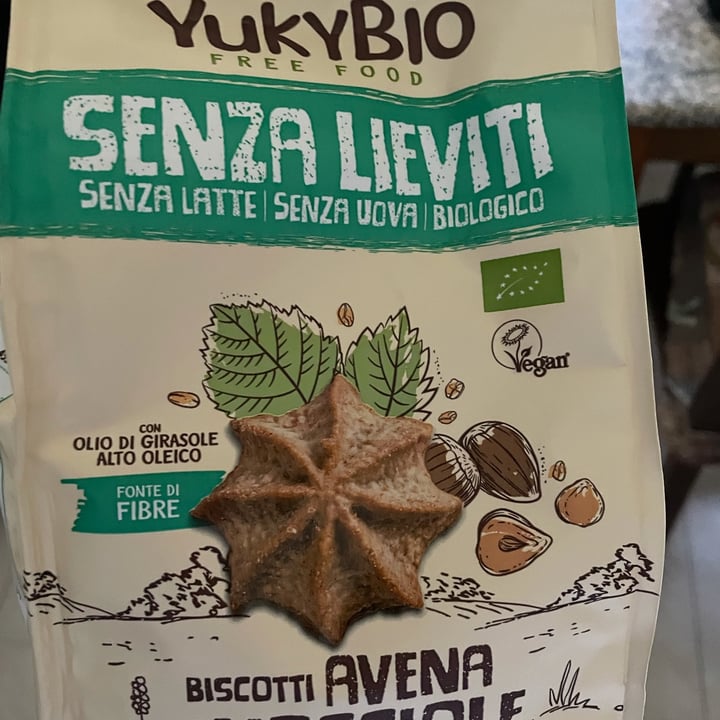 YUKYBIO
FREE FOOD
SENZA LIEVITI
SENZA LATTE | SENZA UOVA | BIOLOGICO
Vegan
CON
OLIO DI GIRASOLE
ALTO OLEICO
FONTE DI
FIBRE
BISCOTTI AVENA